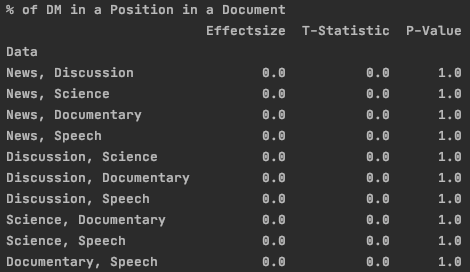 % of DM in a Position in a Document
Effectsize T-Statistic P-Value
Data
News, Discussion 0.0 0.0 1.0
News, Science 0.0 0.0 1.0
News, Documentary 0.0 0.0 1.0
News, Speech 0.0 0.0 1.0
Discussion, Science 0.0 0.0 1.0
Discussion, Documentary 0.0 0.0 1.0
Discussion, Speech 0.0 0.0 1.0
Science, Documentary 0.0 0.0 1.0
Science, Speech 0.0 0.0 1.0
Documentary, Speech 0.0 0.0 1.0